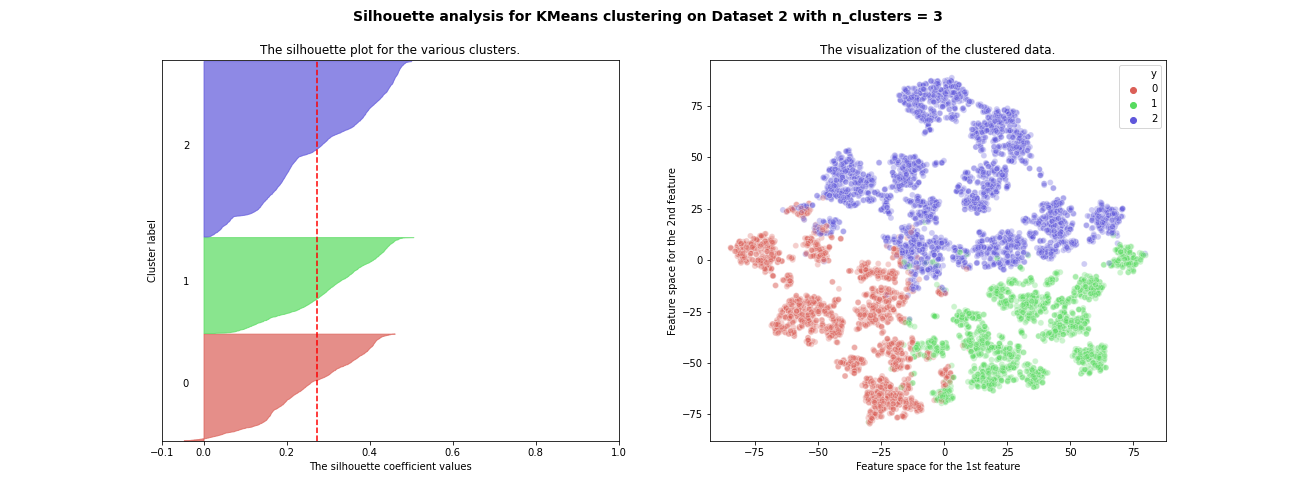 Silhouette analysis for KMeans clustering on Dataset 2 with n_clusters = 3
The silhouette plot for the various clusters.
Cluster label
2
1
0
−0.1 0.0 0.2 0.4 0.6 0.8 1.0
The silhouette coefficient values
The visualization of the clustered data.
Feature space for the 2nd feature
75
50
25
0
−25
−50
−75
y
0
1
2
−75 −50 −25 0 25 50 75
Feature space for the 1st feature